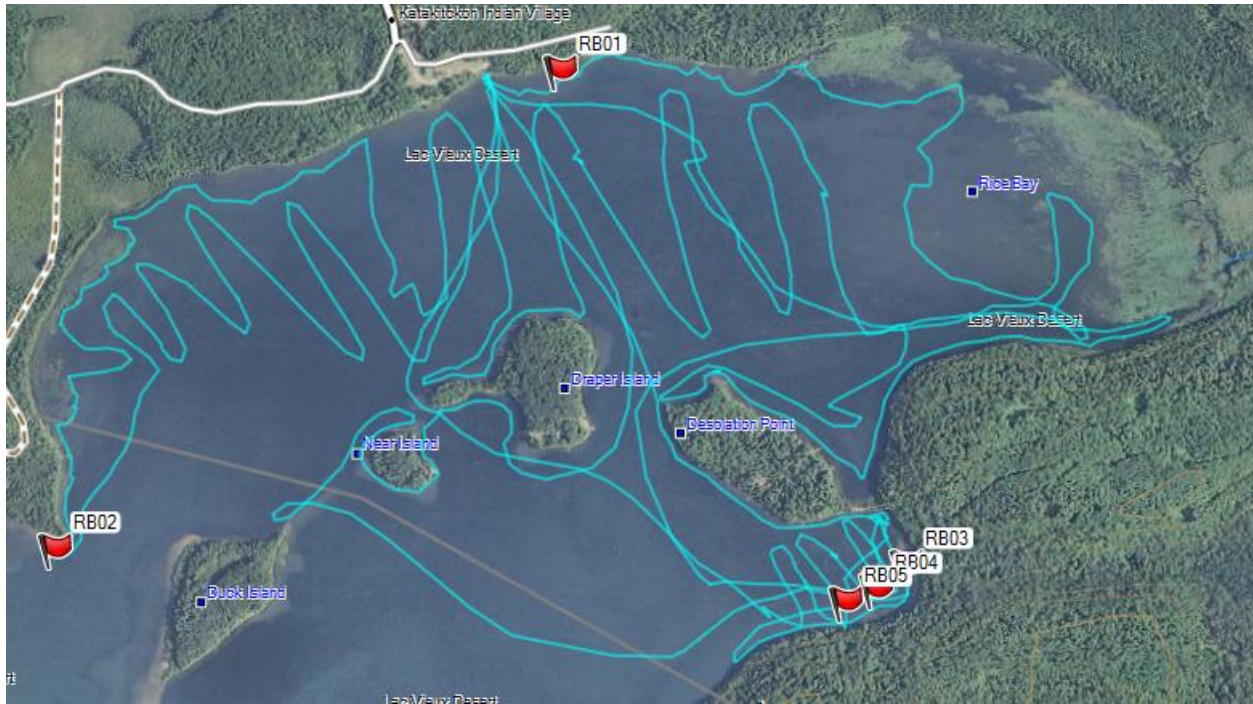 Katakitekon Indian Village
RB01
Lac Vieux Desert
Rice Bay
Lac Vieux Desert
Draper Island
Desolation Point
Near Island
RB02
RB03
RB04
RB05
Duck Island
Lac Vieux Desert